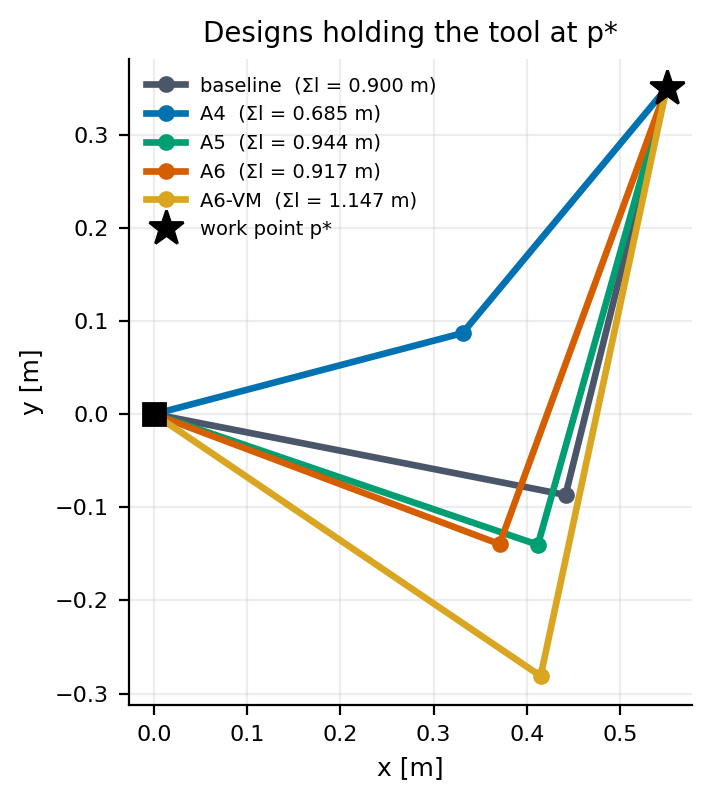 Designs holding the tool at p*
baseline  (Σl = 0.900 m)
A4  (Σl = 0.685 m)
A5  (Σl = 0.944 m)
A6  (Σl = 0.917 m)
A6-VM  (Σl = 1.147 m)
work point p*
y [m]
0.3
0.2
0.1
0.0
−0.1
−0.2
−0.3
0.0 0.1 0.2 0.3 0.4 0.5
x [m]